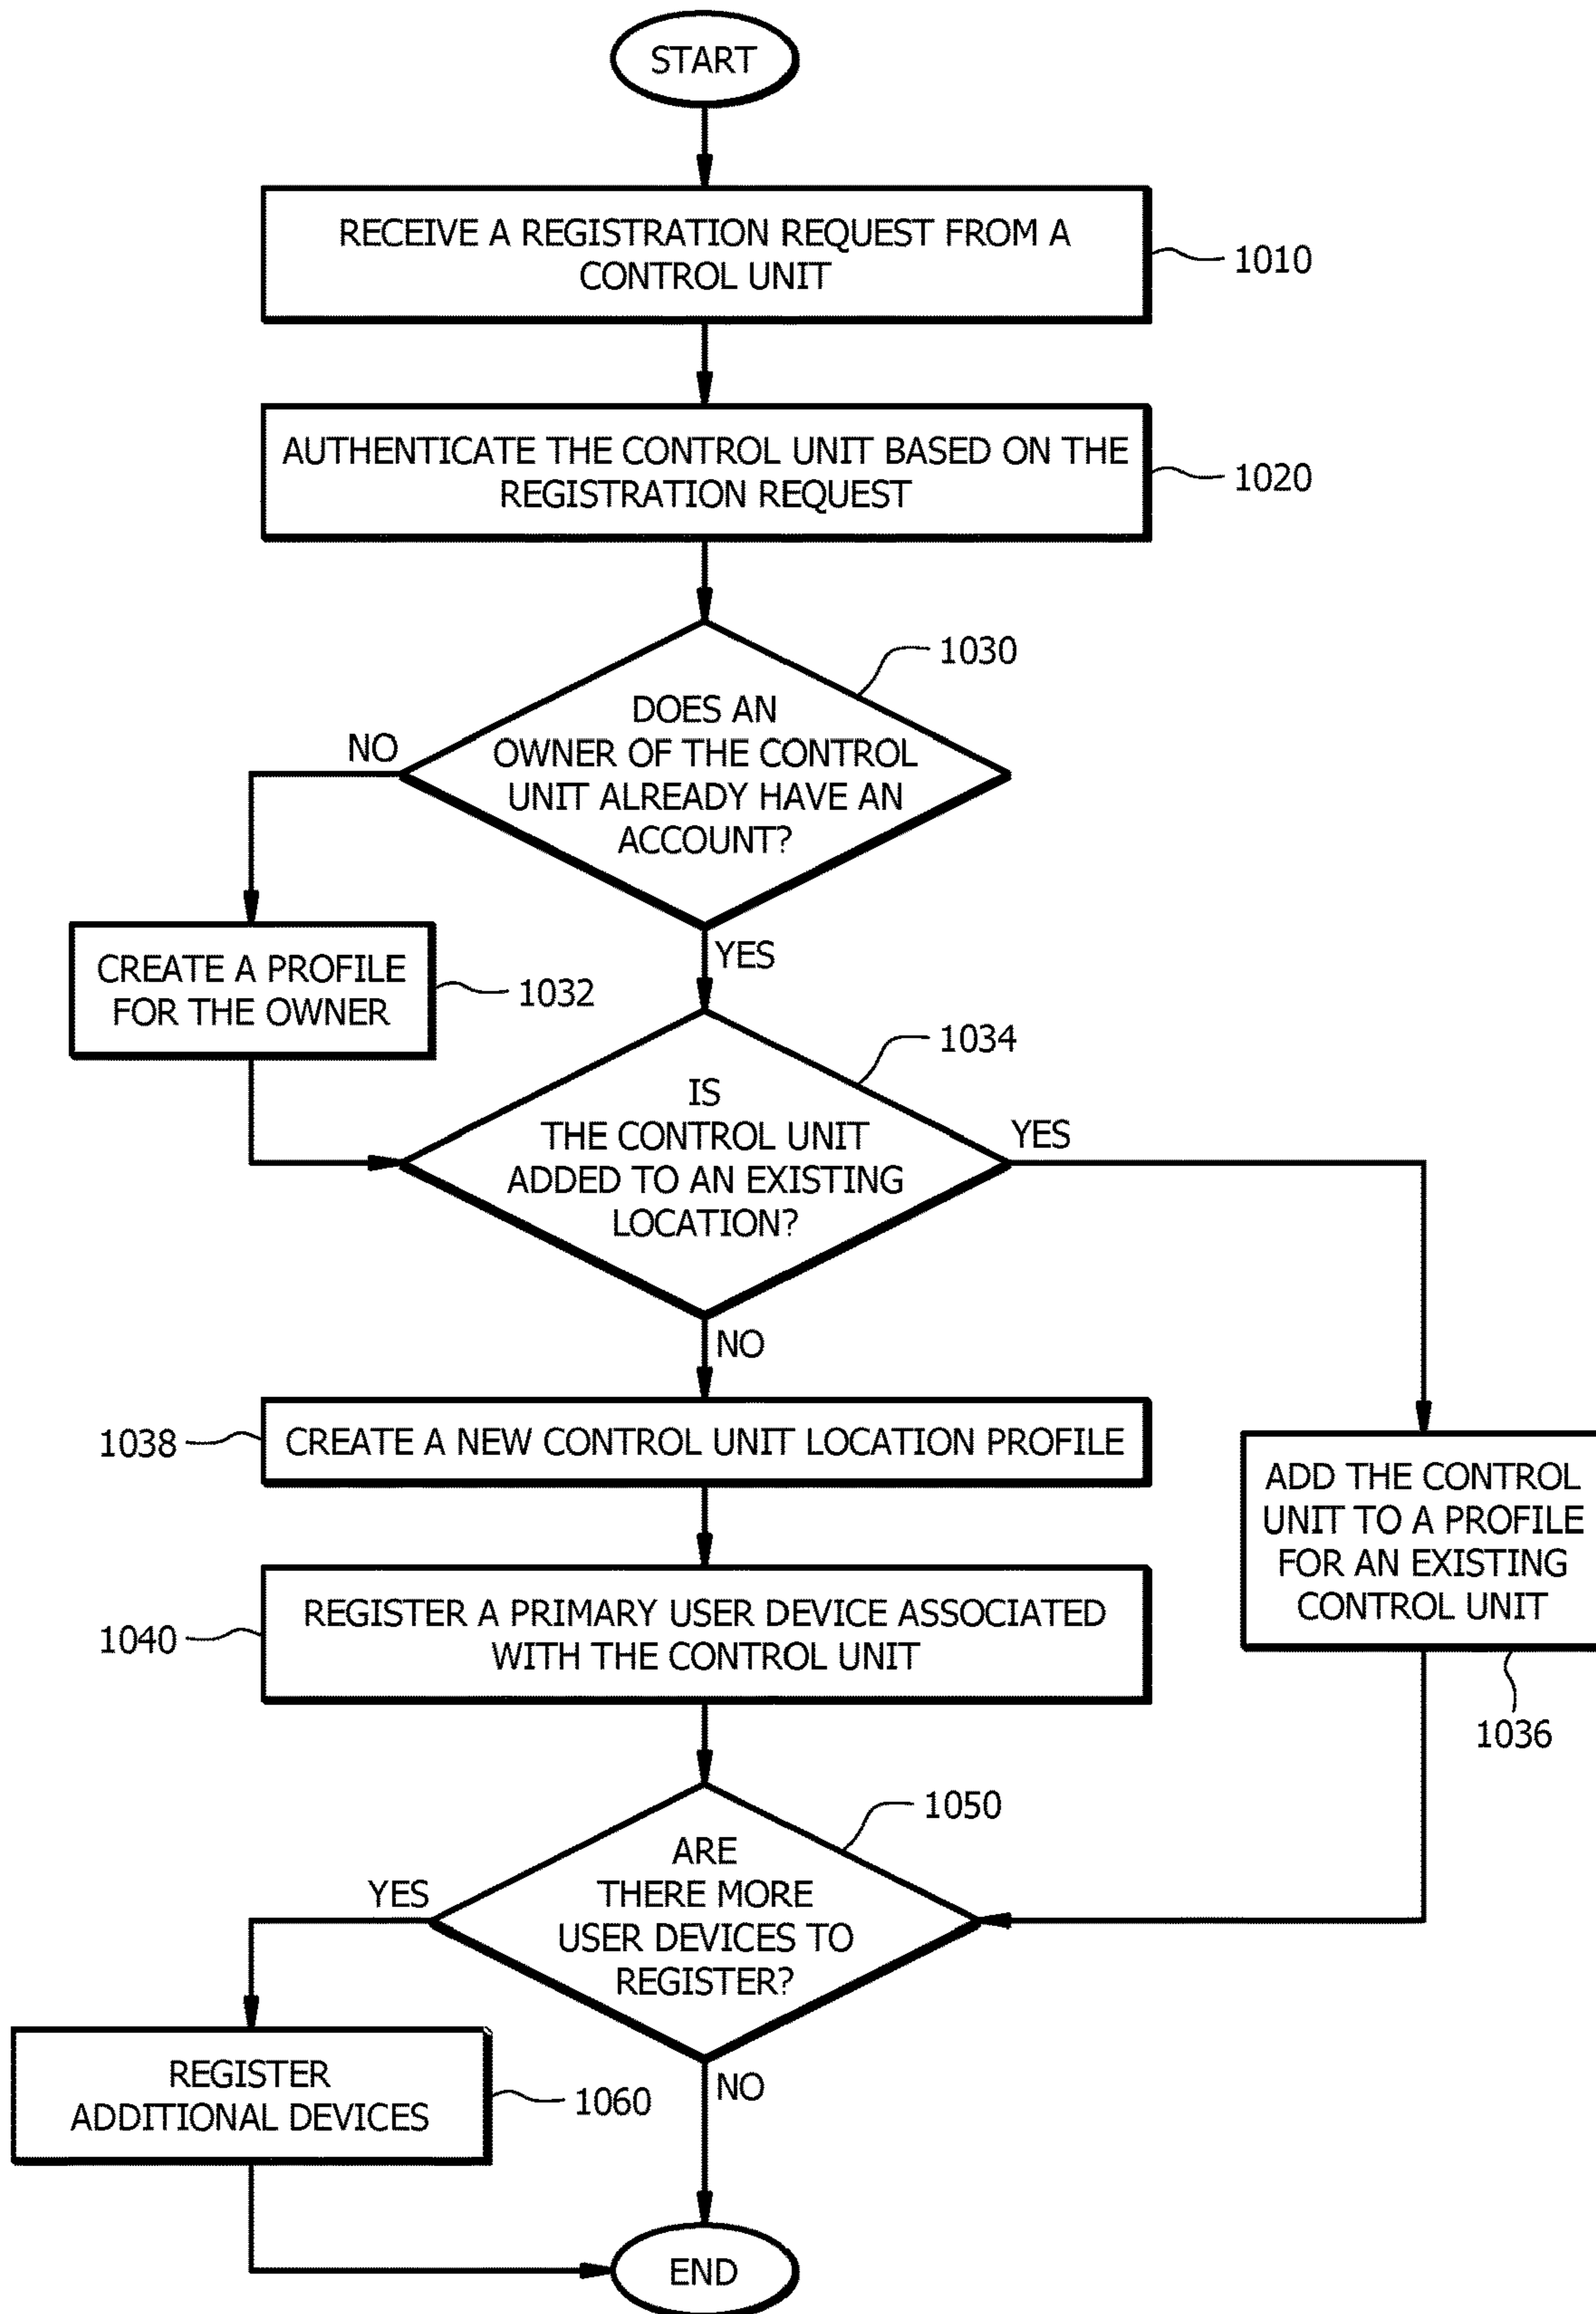 START
RECEIVE A REGISTRATION REQUEST FROM A
CONTROL UNIT
1010
AUTHENTICATE THE CONTROL UNIT BASED ON THE
REGISTRATION REQUEST
1020
1030
DOES AN
OWNER OF THE CONTROL
UNIT ALREADY HAVE AN
ACCOUNT?
NO
YES
CREATE A PROFILE
FOR THE OWNER
1032
1034
IS
THE CONTROL UNIT
ADDED TO AN EXISTING
LOCATION?
YES
NO
1038
CREATE A NEW CONTROL UNIT LOCATION PROFILE
ADD THE CONTROL
UNIT TO A PROFILE
FOR AN EXISTING
CONTROL UNIT
1036
1040
REGISTER A PRIMARY USER DEVICE ASSOCIATED
WITH THE CONTROL UNIT
1050
ARE
THERE MORE
USER DEVICES TO
REGISTER?
YES
NO
REGISTER
ADDITIONAL DEVICES
1060
END